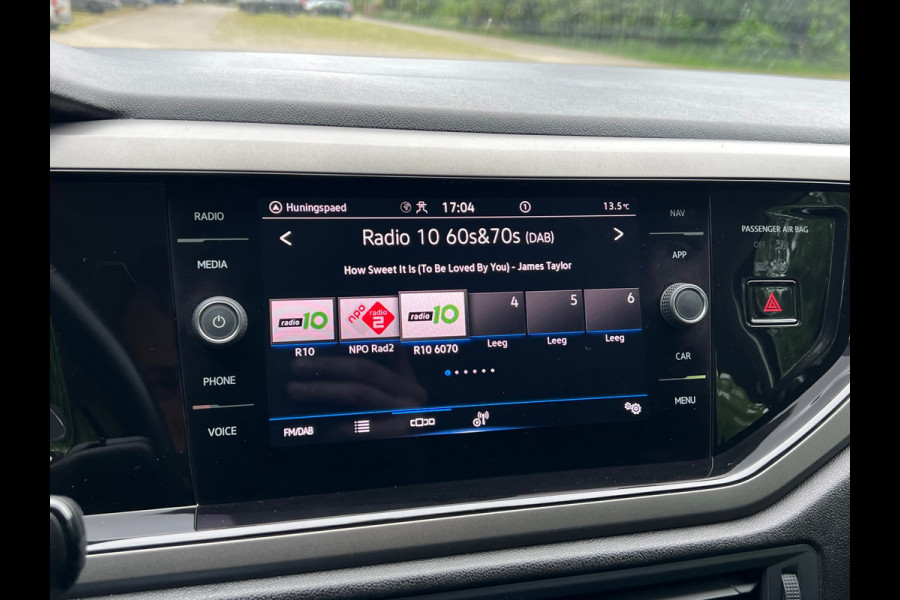 RADIO
MEDIA
PHONE
VOICE
Huningspaed 17:04 1 13.5°C
< Radio 10 60s&70s (DAB) >
How Sweet It Is (To Be Loved By You) - James Taylor
radio 10
npo radio 2
radio 10
4
5
6
R10
NPO Rad2
R10 6070
Leeg
Leeg
Leeg
FM/DAB
NAV
APP
CAR
MENU
PASSENGER AIR BAG
OFF